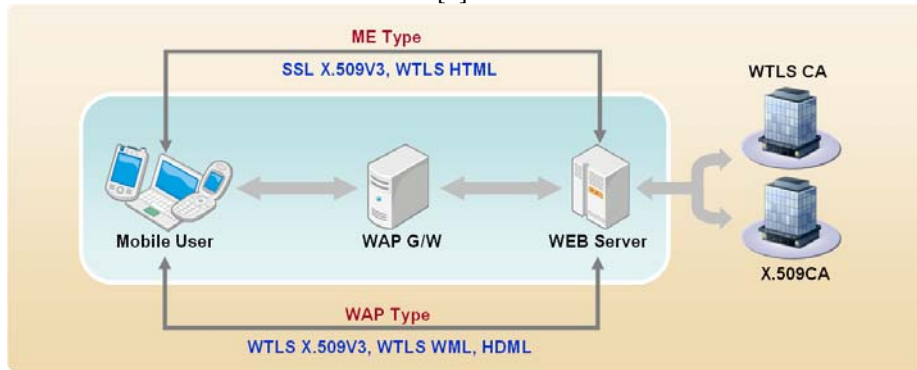 ME Type
SSL X.509V3, WTLS HTML
WTLS CA
Mobile User
WAP G/W
WEB Server
X.509CA
WAP Type
WTLS X.509V3, WTLS WML, HDML